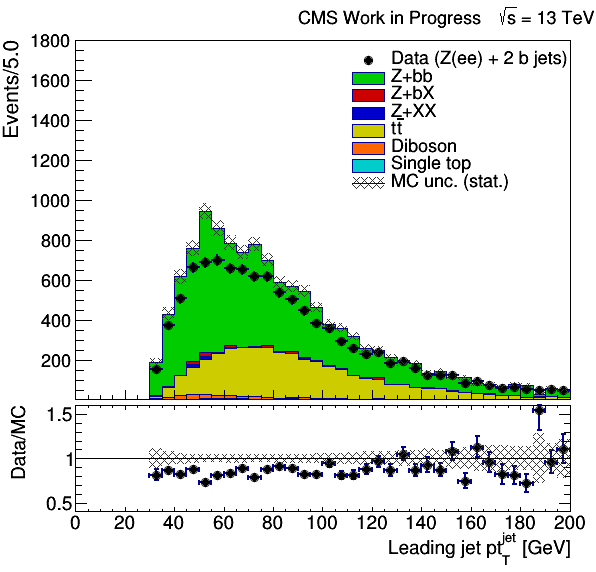 CMS Work in Progress √s = 13 TeV
Events/5.0
1800
1600
1400
1200
1000
800
600
400
200
Data (Z(ee) + 2 b jets)
Z+bb
Z+bX
Z+XX
tt̄
Diboson
Single top
MC unc. (stat.)
Data/MC
1.5
1
0.5
0 20 40 60 80 100 120 140 160 180 200
Leading jet pt_T^jet [GeV]